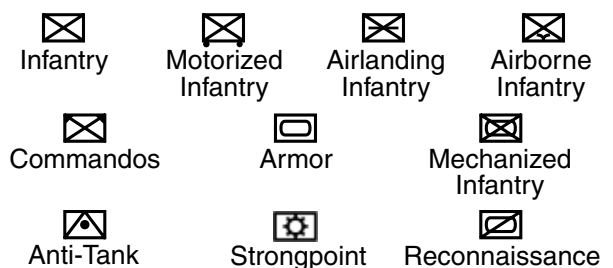 Infantry
Motorized Infantry
Airlanding Infantry
Airborne Infantry
Commandos
Armor
Mechanized Infantry
Anti-Tank
Strongpoint
Reconnaissance